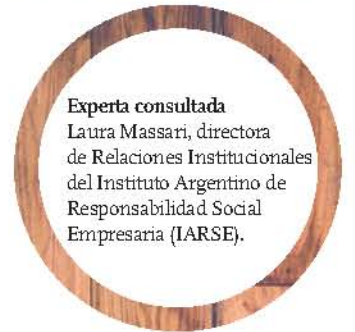 Experta consultada
Laura Massari, directora
de Relaciones Institucionales
del Instituto Argentino de
Responsabilidad Social
Empresaria (IARSE).